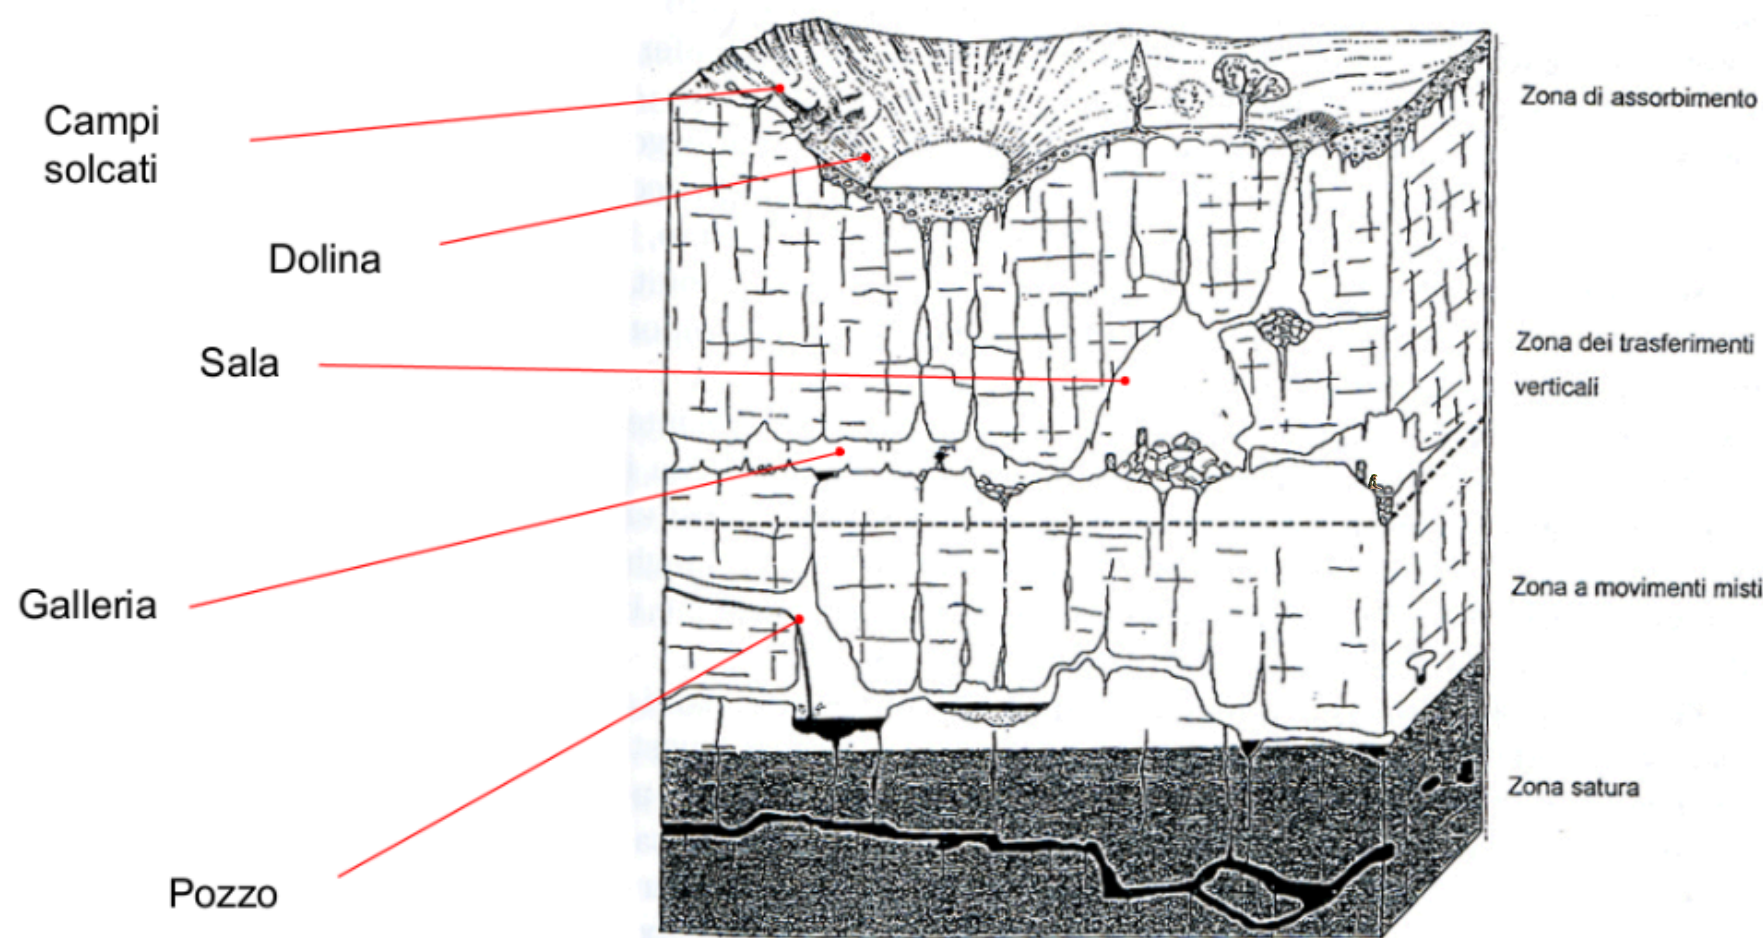 Campi
solcati
Dolina
Sala
Galleria
Pozzo
Zona di assorbimento
Zona dei trasferimenti
verticali
Zona a movimenti misti
Zona satura